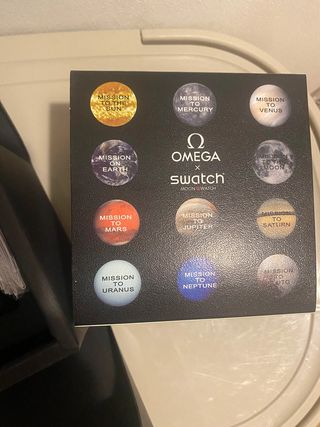 MISSION
TO THE
SUN
MISSION
TO
MERCURY
MISSION
TO
VENUS
MISSION
ON
EARTH
Ω
OMEGA
×
swatch
MOONSWATCH
MOON
MISSION
TO
MARS
MISSION
TO
JUPITER
MISSION
TO
SATURN
MISSION
TO
URANUS
MISSION
TO
NEPTUNE